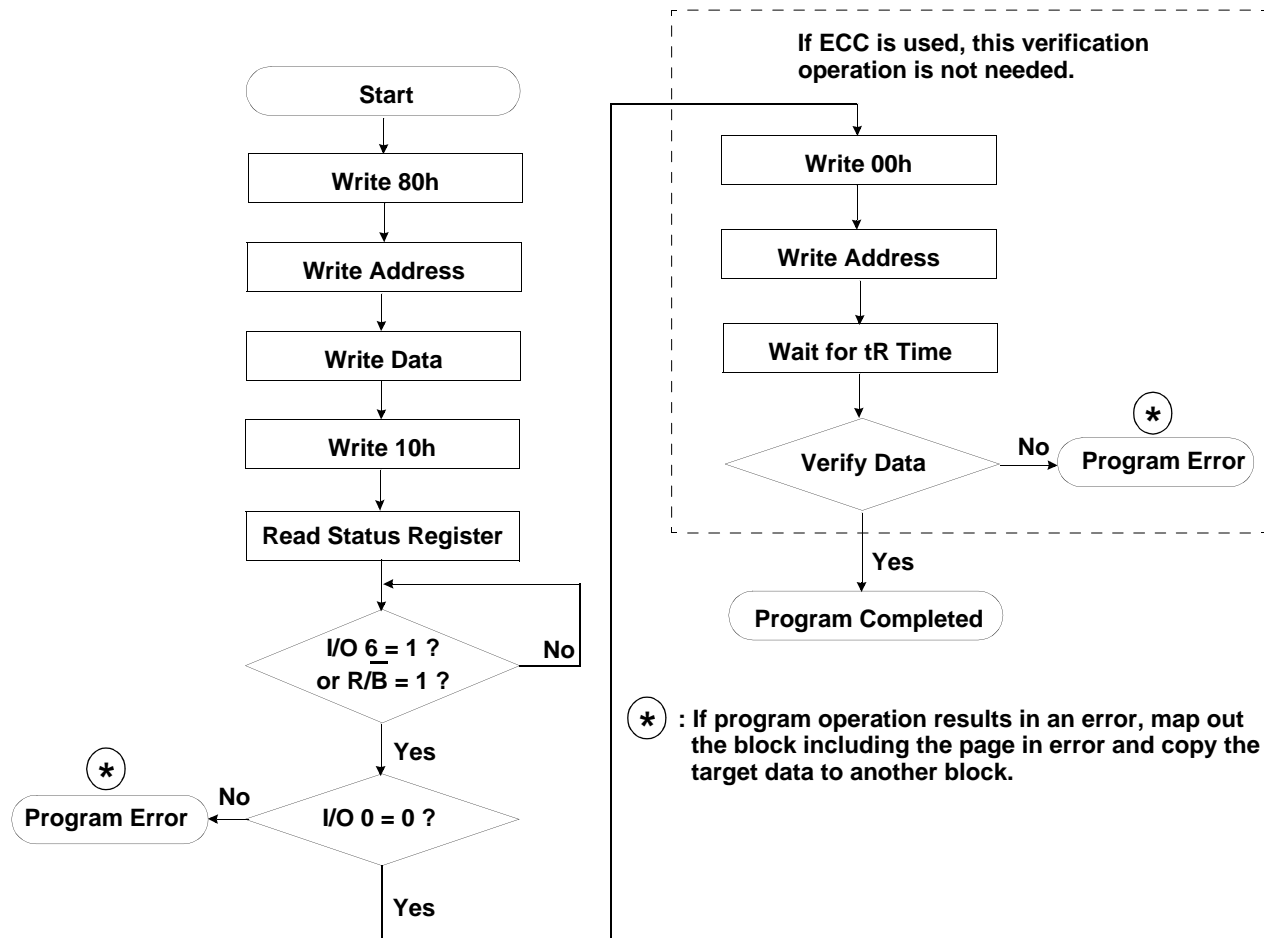 Start
Write 80h
Write Address
Write Data
Write 10h
Read Status Register
I/O 6 = 1 ?
or R/B̅ = 1 ?
No
Yes
*
No
Program Error
I/O 0 = 0 ?
Yes
If ECC is used, this verification
operation is not needed.
Write 00h
Write Address
Wait for tR Time
*
Verify Data
No
Program Error
Yes
Program Completed
* : If program operation results in an error, map out
the block including the page in error and copy the
target data to another block.